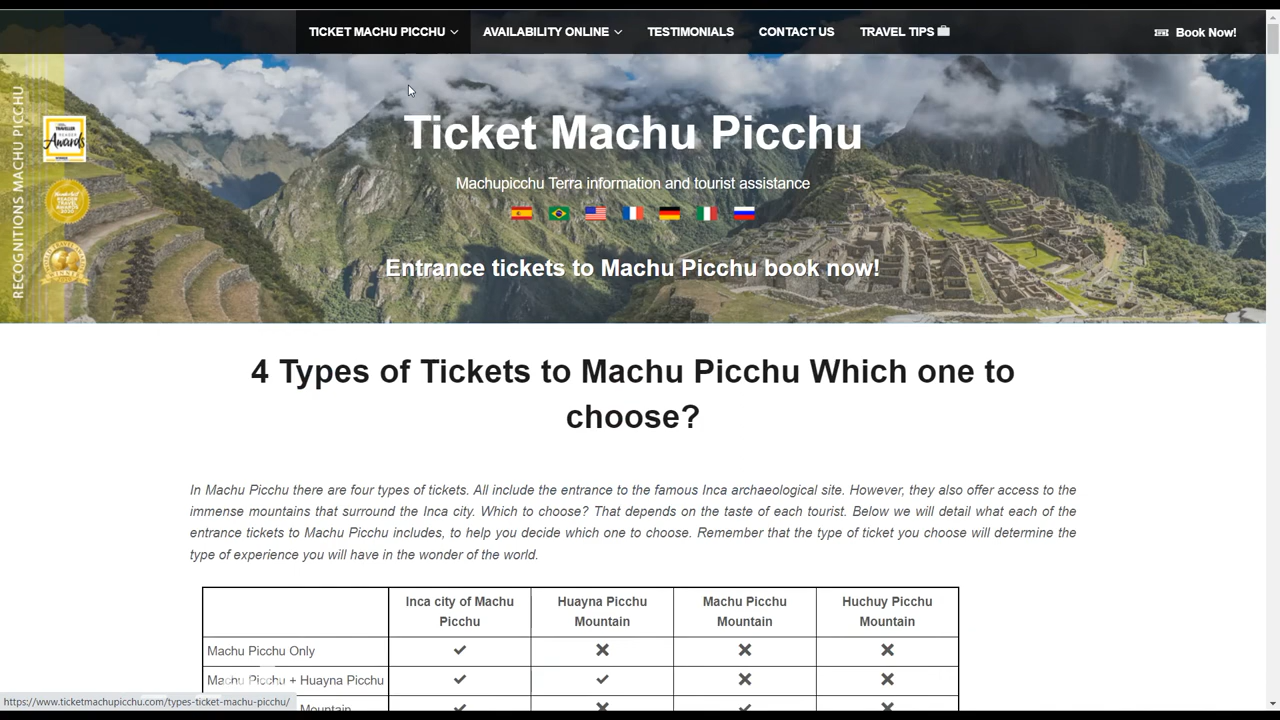 TICKET MACHU PICCHU
AVAILABILITY ONLINE
TESTIMONIALS
CONTACT US
TRAVEL TIPS
Book Now!
RECOGNITIONS MACHU PICCHU
TRAVELLER
Awards
Ticket Machu Picchu
Machupicchu Terra information and tourist assistance
Entrance tickets to Machu Picchu book now!
4 Types of Tickets to Machu Picchu Which one to
choose?
In Machu Picchu there are four types of tickets. All include the entrance to the famous Inca archaeological site. However, they also offer access to the
immense mountains that surround the Inca city. Which to choose? That depends on the taste of each tourist. Below we will detail what each of the
entrance tickets to Machu Picchu includes, to help you decide which one to choose. Remember that the type of ticket you choose will determine the
type of experience you will have in the wonder of the world.
Inca city of Machu
Picchu
Huayna Picchu
Mountain
Machu Picchu
Mountain
Huchuy Picchu
Mountain
Machu Picchu Only
Machu Picchu + Huayna Picchu
Mountain
https://www.ticketmachupicchu.com/types-ticket-machu-picchu/